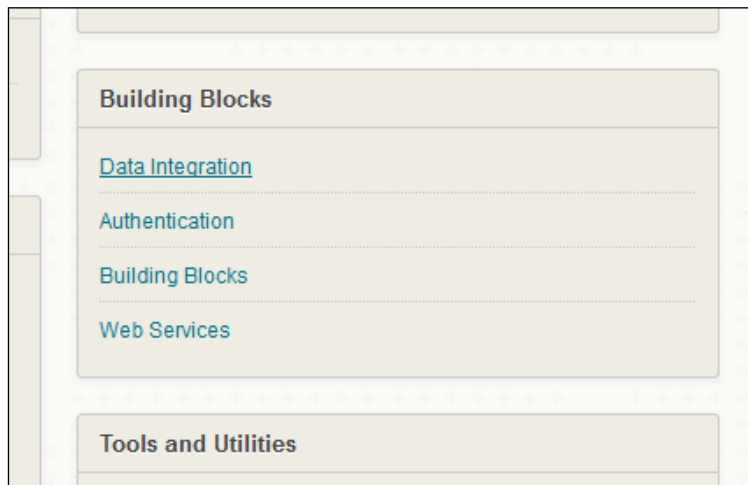 Building Blocks
Data Integration
Authentication
Building Blocks
Web Services
Tools and Utilities